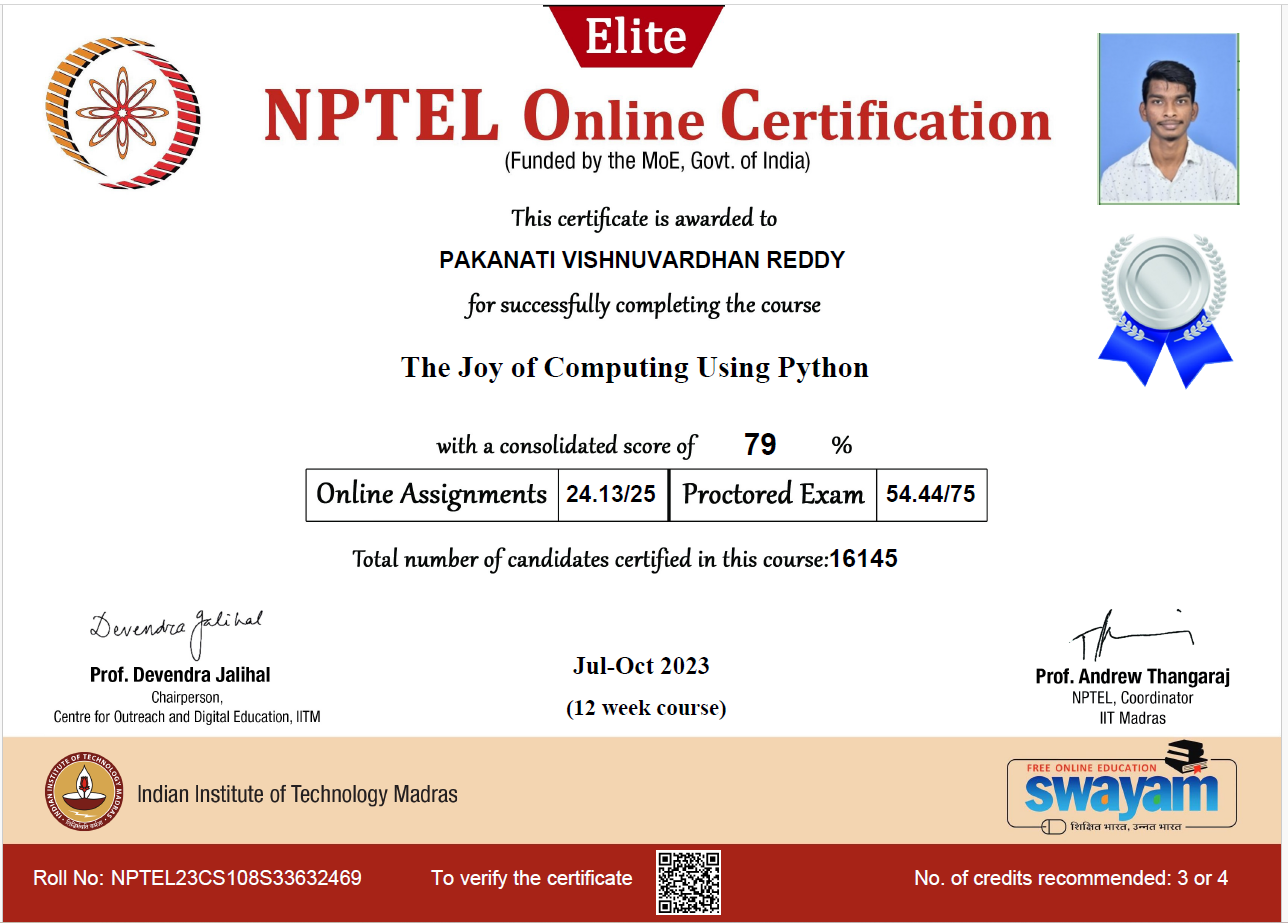 Elite
NPTEL Online Certification
(Funded by the MoE, Govt. of India)
This certificate is awarded to
PAKANATI VISHNUVARDHAN REDDY
for successfully completing the course
The Joy of Computing Using Python
with a consolidated score of 79 %
Online Assignments 24.13/25 Proctored Exam 54.44/75
Total number of candidates certified in this course:16145
Devendra Jalihal
Prof. Devendra Jalihal
Chairperson,
Centre for Outreach and Digital Education, IITM
Jul-Oct 2023
(12 week course)
Prof. Andrew Thangaraj
NPTEL, Coordinator
IIT Madras
INDIAN INSTITUTE OF TECHNOLOGY MADRAS
Indian Institute of Technology Madras
FREE ONLINE EDUCATION
swayam
शिक्षित भारत, उन्नत भारत
Roll No: NPTEL23CS108S33632469
To verify the certificate
No. of credits recommended: 3 or 4